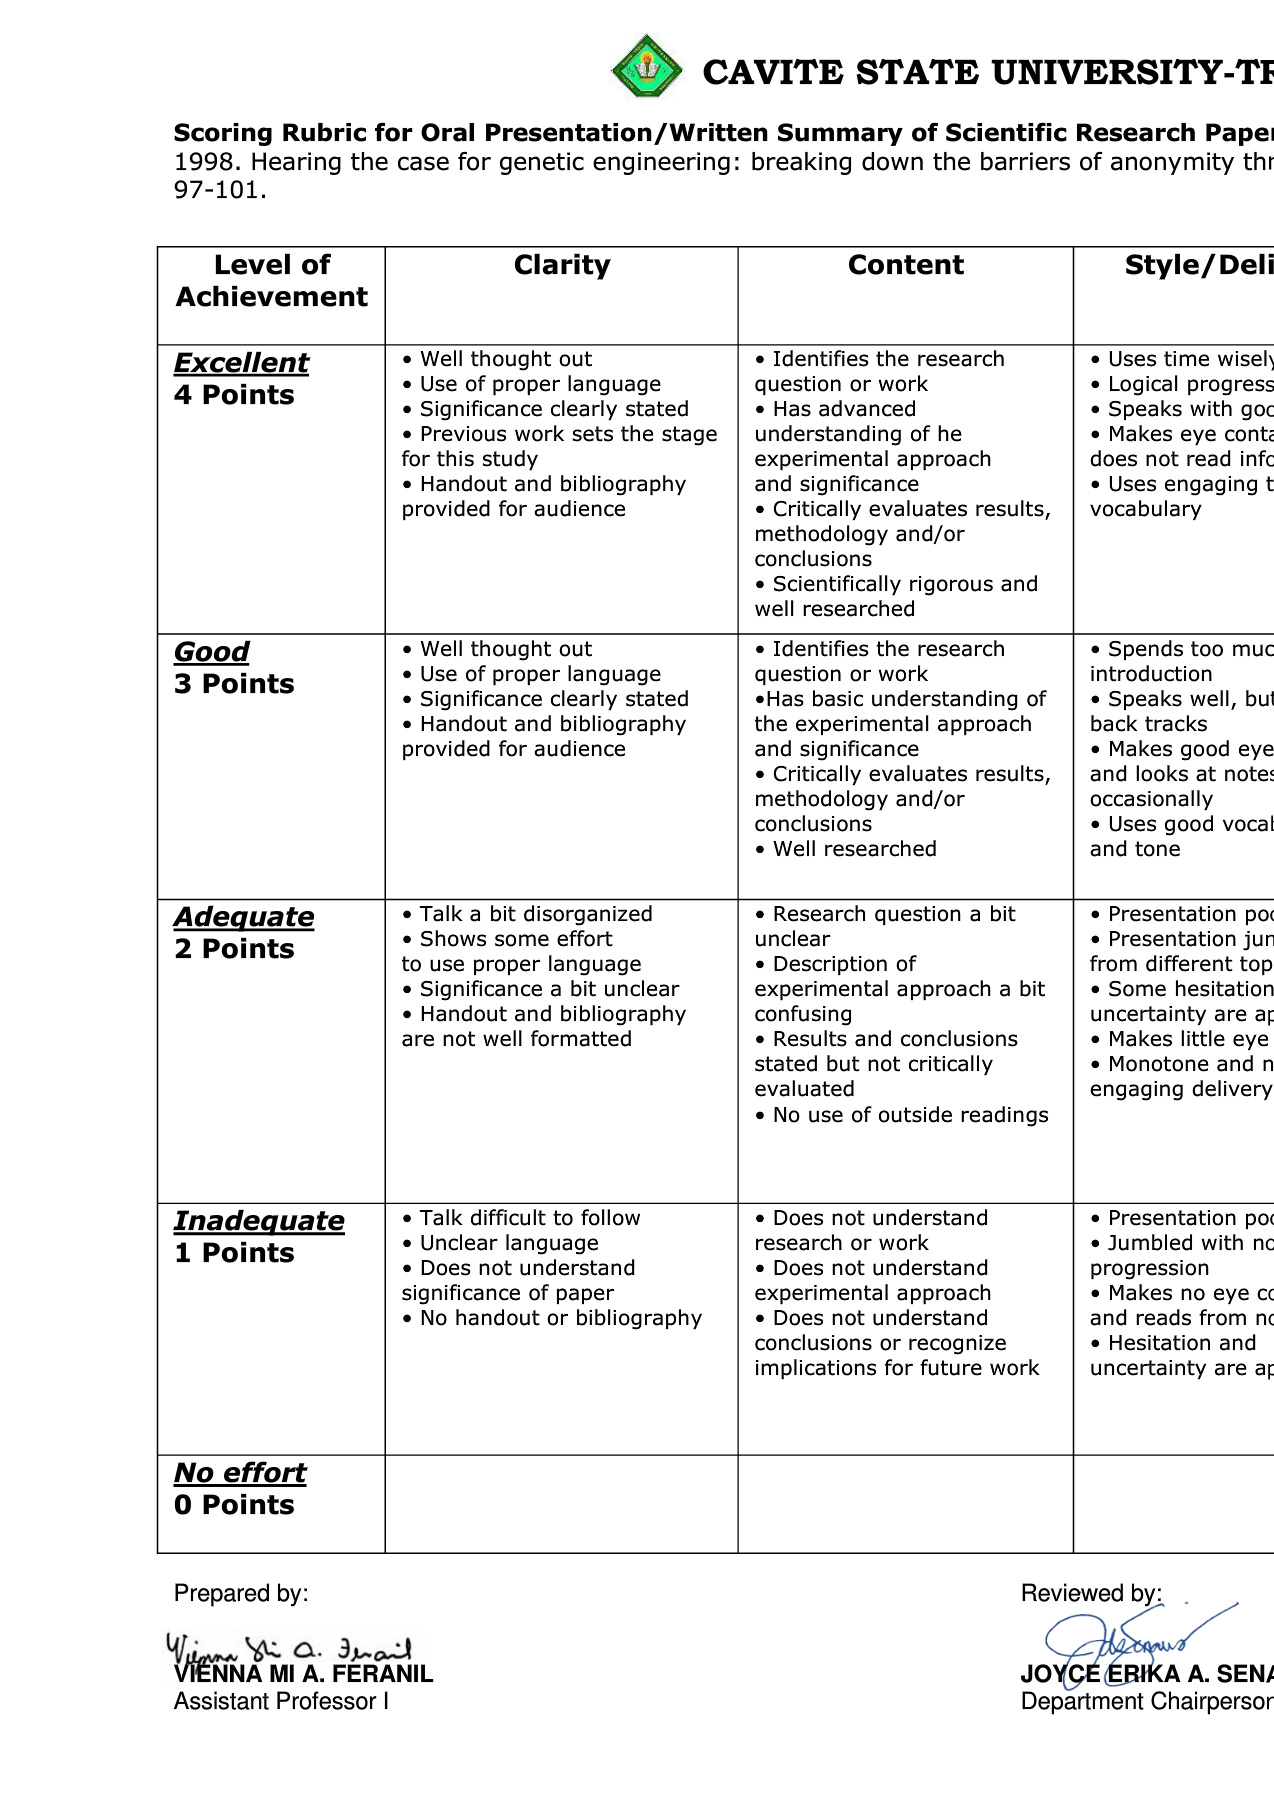 CAVITE STATE UNIVERSITY-TR
Scoring Rubric for Oral Presentation/Written Summary of Scientific Research Paper
1998. Hearing the case for genetic engineering: breaking down the barriers of anonymity thr
97-101.
Level of
Achievement
Clarity
Content
Style/Deli
Excellent
4 Points
• Well thought out
• Use of proper language
• Significance clearly stated
• Previous work sets the stage
for this study
• Handout and bibliography
provided for audience
• Identifies the research
question or work
• Has advanced
understanding of he
experimental approach
and significance
• Critically evaluates results,
methodology and/or
conclusions
• Scientifically rigorous and
well researched
• Uses time wisely
• Logical progress
• Speaks with goo
• Makes eye conta
does not read info
• Uses engaging t
vocabulary
Good
3 Points
• Well thought out
• Use of proper language
• Significance clearly stated
• Handout and bibliography
provided for audience
• Identifies the research
question or work
•Has basic understanding of
the experimental approach
and significance
• Critically evaluates results,
methodology and/or
conclusions
• Well researched
• Spends too muc
introduction
• Speaks well, but
back tracks
• Makes good eye
and looks at notes
occasionally
• Uses good vocab
and tone
Adequate
2 Points
• Talk a bit disorganized
• Shows some effort
to use proper language
• Significance a bit unclear
• Handout and bibliography
are not well formatted
• Research question a bit
unclear
• Description of
experimental approach a bit
confusing
• Results and conclusions
stated but not critically
evaluated
• No use of outside readings
• Presentation poo
• Presentation jum
from different top
• Some hesitation
uncertainty are ap
• Makes little eye
• Monotone and n
engaging delivery
Inadequate
1 Points
• Talk difficult to follow
• Unclear language
• Does not understand
significance of paper
• No handout or bibliography
• Does not understand
research or work
• Does not understand
experimental approach
• Does not understand
conclusions or recognize
implications for future work
• Presentation poo
• Jumbled with no
progression
• Makes no eye co
and reads from no
• Hesitation and
uncertainty are ap
No effort
0 Points
Prepared by:
Reviewed by:
Vienna Mi A. Feranil
VIENNA MI A. FERANIL
Assistant Professor I
JOYCE ERIKA A. SENA
Department Chairperson